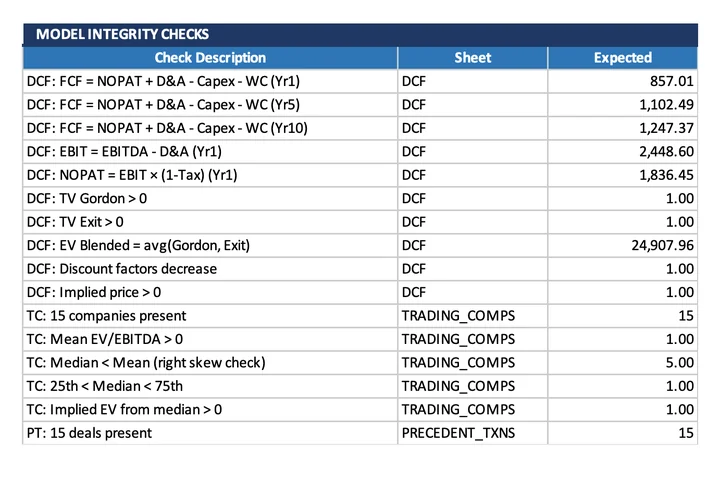 MODEL INTEGRITY CHECKS
Check Description Sheet Expected
DCF: FCF = NOPAT + D&A - Capex - WC (Yr1) DCF 857.01
DCF: FCF = NOPAT + D&A - Capex - WC (Yr5) DCF 1,102.49
DCF: FCF = NOPAT + D&A - Capex - WC (Yr10) DCF 1,247.37
DCF: EBIT = EBITDA - D&A (Yr1) DCF 2,448.60
DCF: NOPAT = EBIT × (1-Tax) (Yr1) DCF 1,836.45
DCF: TV Gordon > 0 DCF 1.00
DCF: TV Exit > 0 DCF 1.00
DCF: EV Blended = avg(Gordon, Exit) DCF 24,907.96
DCF: Discount factors decrease DCF 1.00
DCF: Implied price > 0 DCF 1.00
TC: 15 companies present TRADING_COMPS 15
TC: Mean EV/EBITDA > 0 TRADING_COMPS 1.00
TC: Median < Mean (right skew check) TRADING_COMPS 5.00
TC: 25th < Median < 75th TRADING_COMPS 1.00
TC: Implied EV from median > 0 TRADING_COMPS 1.00
PT: 15 deals present PRECEDENT_TXNS 15